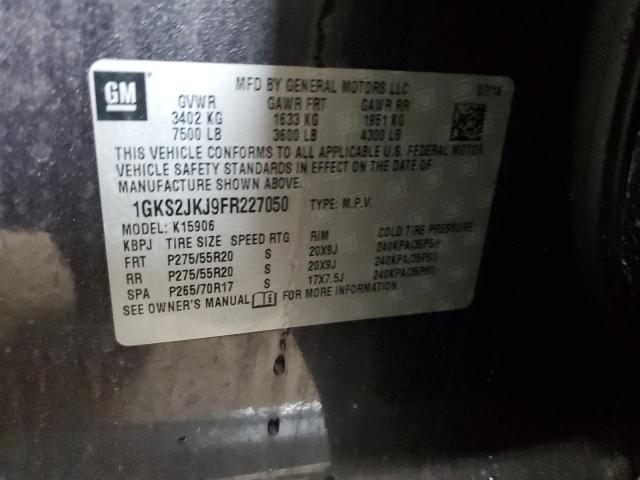 GM
MFD BY GENERAL MOTORS LLC 07/14
GVWR GAWR FRT GAWR RR
3402 KG 1633 KG 1951 KG
7500 LB 3600 LB 4300 LB
THIS VEHICLE CONFORMS TO ALL APPLICABLE U.S. FEDERAL MOTOR
VEHICLE SAFETY STANDARDS IN EFFECT ON THE DATE OF
MANUFACTURE SHOWN ABOVE.
1GKS2JKJ9FR227050 TYPE: M.P.V.
MODEL: K15906
KBPJ TIRE SIZE SPEED RTG RIM COLD TIRE PRESSURE
FRT P275/55R20 S 20X9J 240KPA(35PSI)
RR P275/55R20 S 20X9J 240KPA(35PSI)
SPA P265/70R17 S 17X7.5J 240KPA(35PSI)
SEE OWNER'S MANUAL FOR MORE INFORMATION.